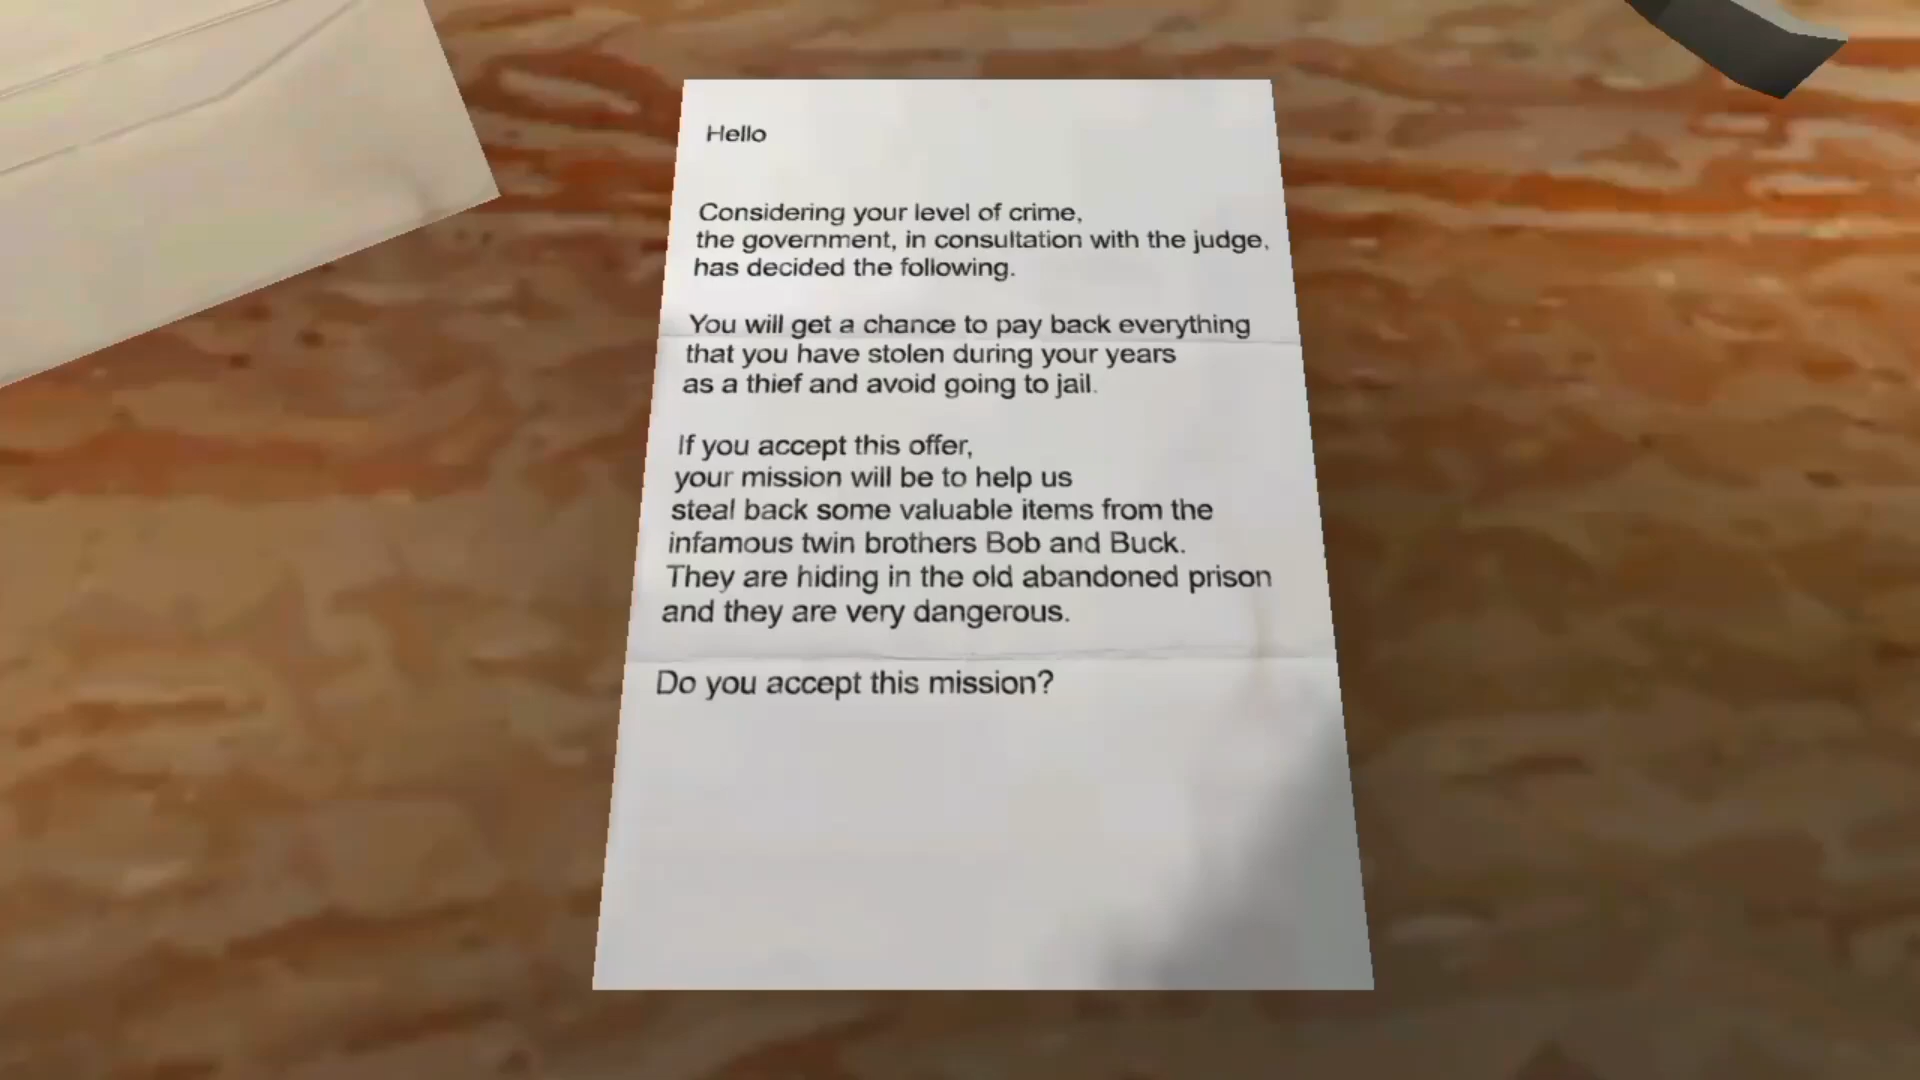 Hello
Considering your level of crime,
the government, in consultation with the judge,
has decided the following.
You will get a chance to pay back everything
that you have stolen during your years
as a thief and avoid going to jail.
If you accept this offer,
your mission will be to help us
steal back some valuable items from the
infamous twin brothers Bob and Buck.
They are hiding in the old abandoned prison
and they are very dangerous.
Do you accept this mission?